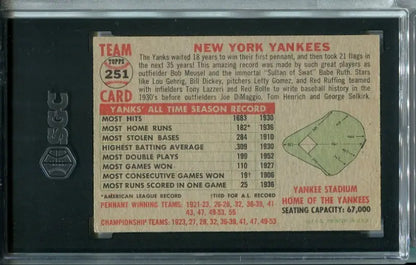 TEAM
TOPPS
251
CARD
NEW YORK YANKEES
The Yanks waited 18 years to win their first pennant, and then took 21 flags in
the next 35 years! This amazing record was made by such great players as
outfielder Bob Meusel and the immortal "Sultan of Swat" Babe Ruth. Stars
like Lou Gehrig, Bill Dickey, pitchers Lefty Gomez, and Red Ruffing teamed
with infielders Tony Lazzeri and Red Rolfe to write baseball history in the
1930's before outfielders Joe DiMaggio, Tom Henrich and George Selkirk.
YANKS' ALL TIME SEASON RECORD
MOST HITS 1683 1930
MOST HOME RUNS 182* 1936
MOST STOLEN BASES 284 1910
HIGHEST BATTING AVERAGE 309 1930
MOST DOUBLE PLAYS 199 1952
MOST GAMES WON 110 1927
MOST CONSECUTIVE GAMES WON 19† 1906
MOST RUNS SCORED IN ONE GAME 25 1936
*AMERICAN LEAGUE RECORD †TIED FOR A.L. RECORD
PENNANT WINNING TEAMS: 1921-23, 26-28, 32, 36-39, 41-
43, 47, 49-53, 55
CHAMPIONSHIP TEAMS: 1923, 27, 28, 32, 36-39, 41, 43, 47, 49-53
YANKEE STADIUM
HOME OF THE YANKEES
SEATING CAPACITY: 67,000
SGC